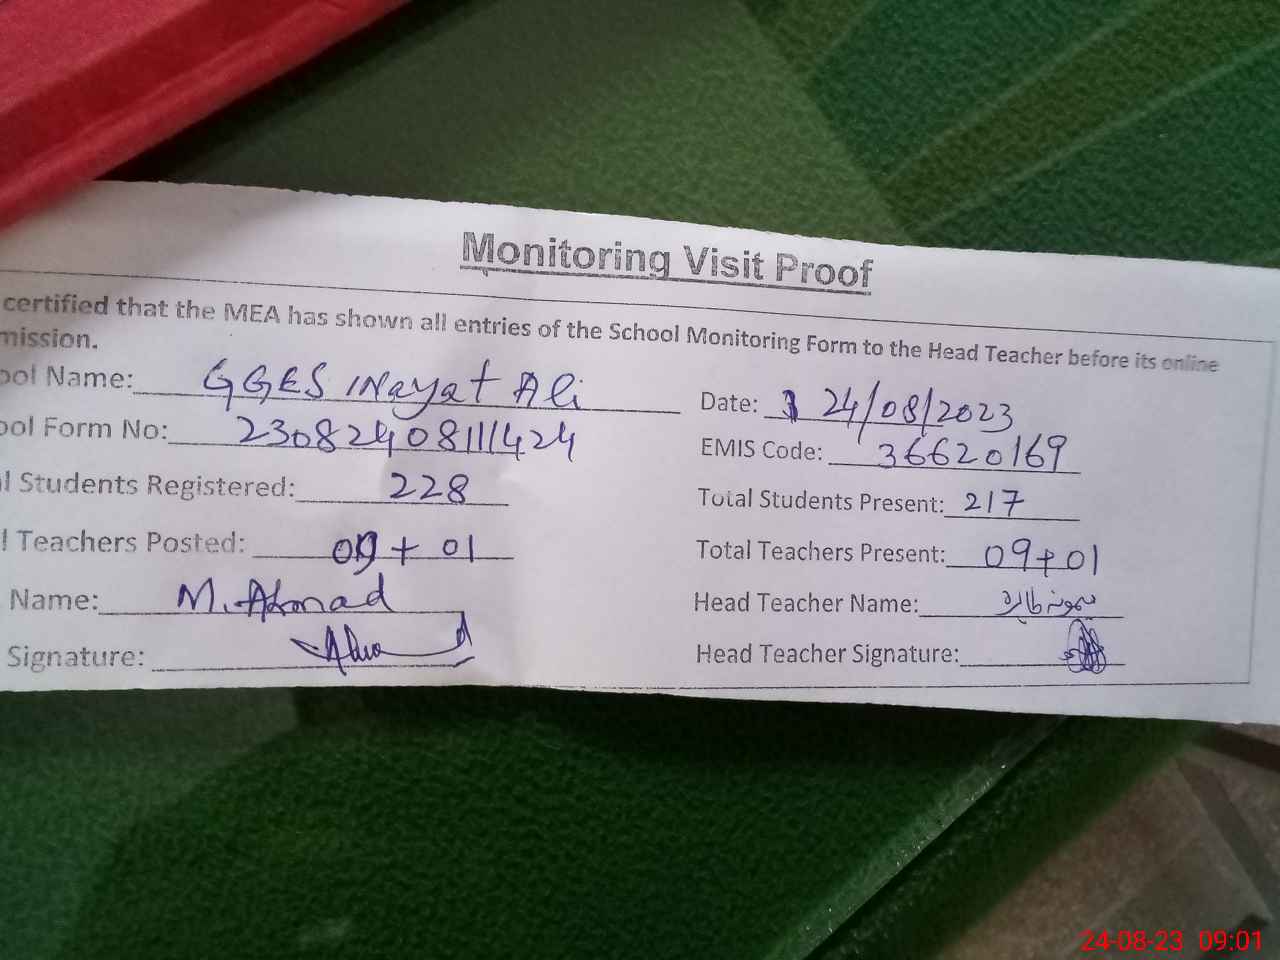 Monitoring Visit Proof
certified that the MEA has shown all entries of the School Monitoring Form to the Head Teacher before its online
mission.
ool Name: GGES Inayat Ali
Date: 24/08/2023
ool Form No: 230824081111424
EMIS Code: 36620169
l Students Registered: 228
Total Students Present: 217
l Teachers Posted: 09 + 01
Total Teachers Present: 09+01
Name: M. Ahmad
Head Teacher Name:
Signature:
Head Teacher Signature:
24-08-23 09:01